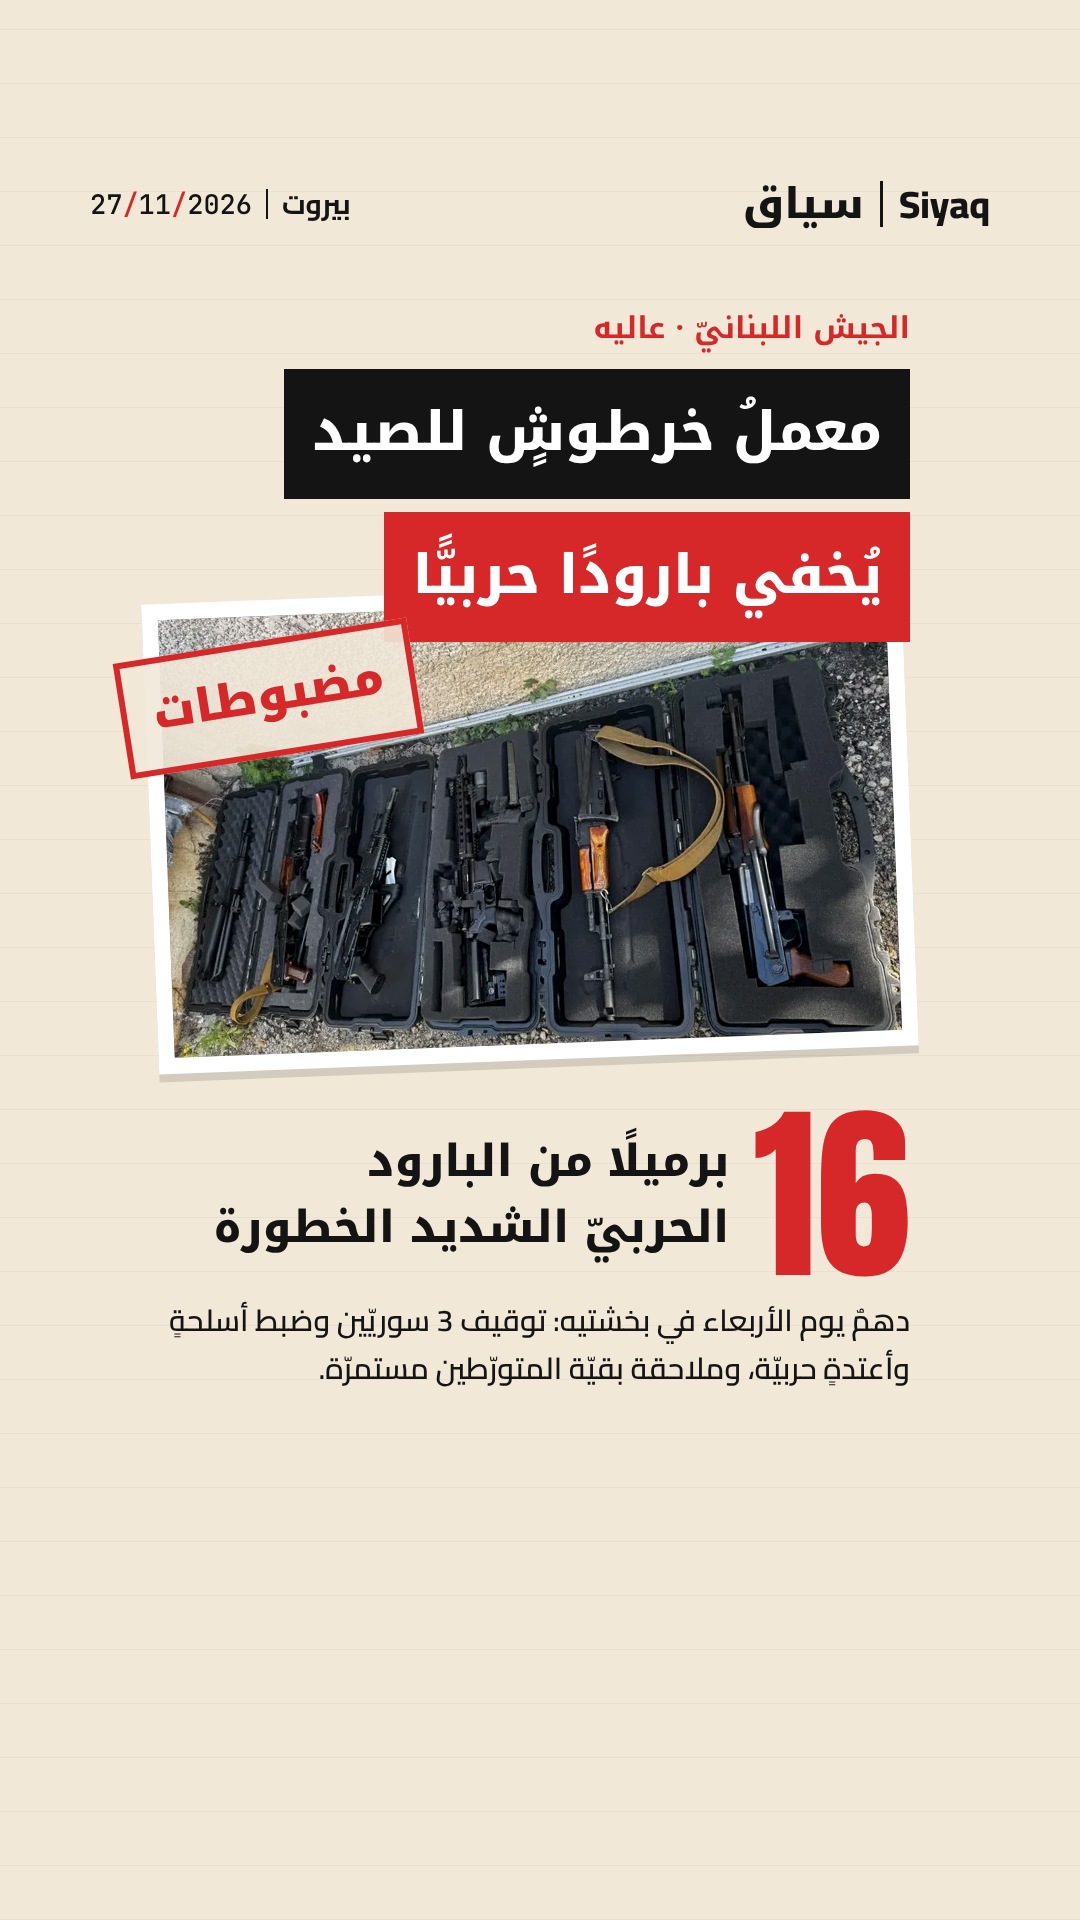 سياق | Siyaq
بيروت | 27/11/2026
الجيش اللبنانيّ · عاليه
معملُ خرطوشٍ للصيد
يُخفي بارودًا حربيًّا
مضبوطات
16
برميلًا من البارود
الحربيّ الشديد الخطورة
دهمٌ يوم الأربعاء في بخشتيه: توقيف 3 سوريّين وضبط أسلحةٍ
وأعتدةٍ حربيّة، وملاحقة بقيّة المتورّطين مستمرّة.